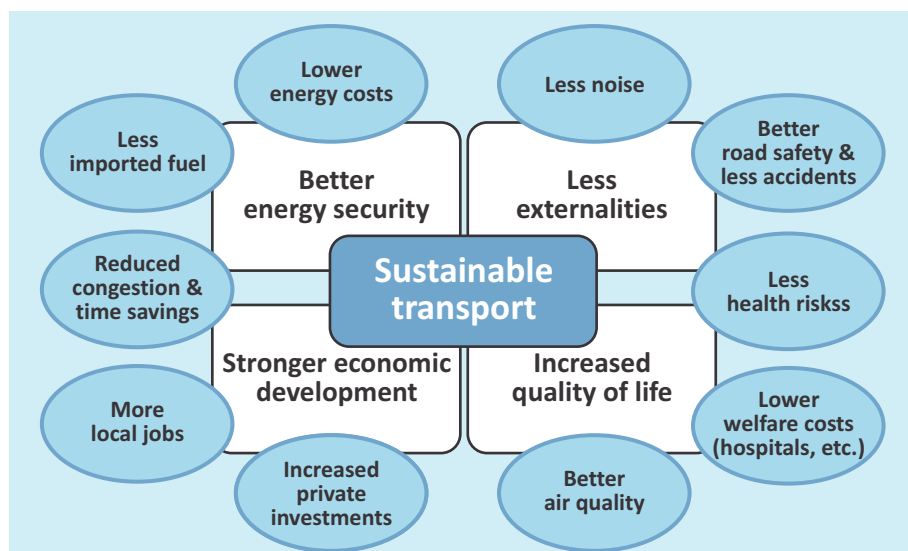 Lower
energy costs
Less noise
Less
imported fuel
Better
road safety &
less accidents
Better
energy security
Less
externalities
Sustainable
transport
Reduced
congestion &
time savings
Less
health riskss
Stronger economic
development
Increased
quality of life
More
local jobs
Lower
welfare costs
(hospitals, etc.)
Increased
private
investments
Better
air quality